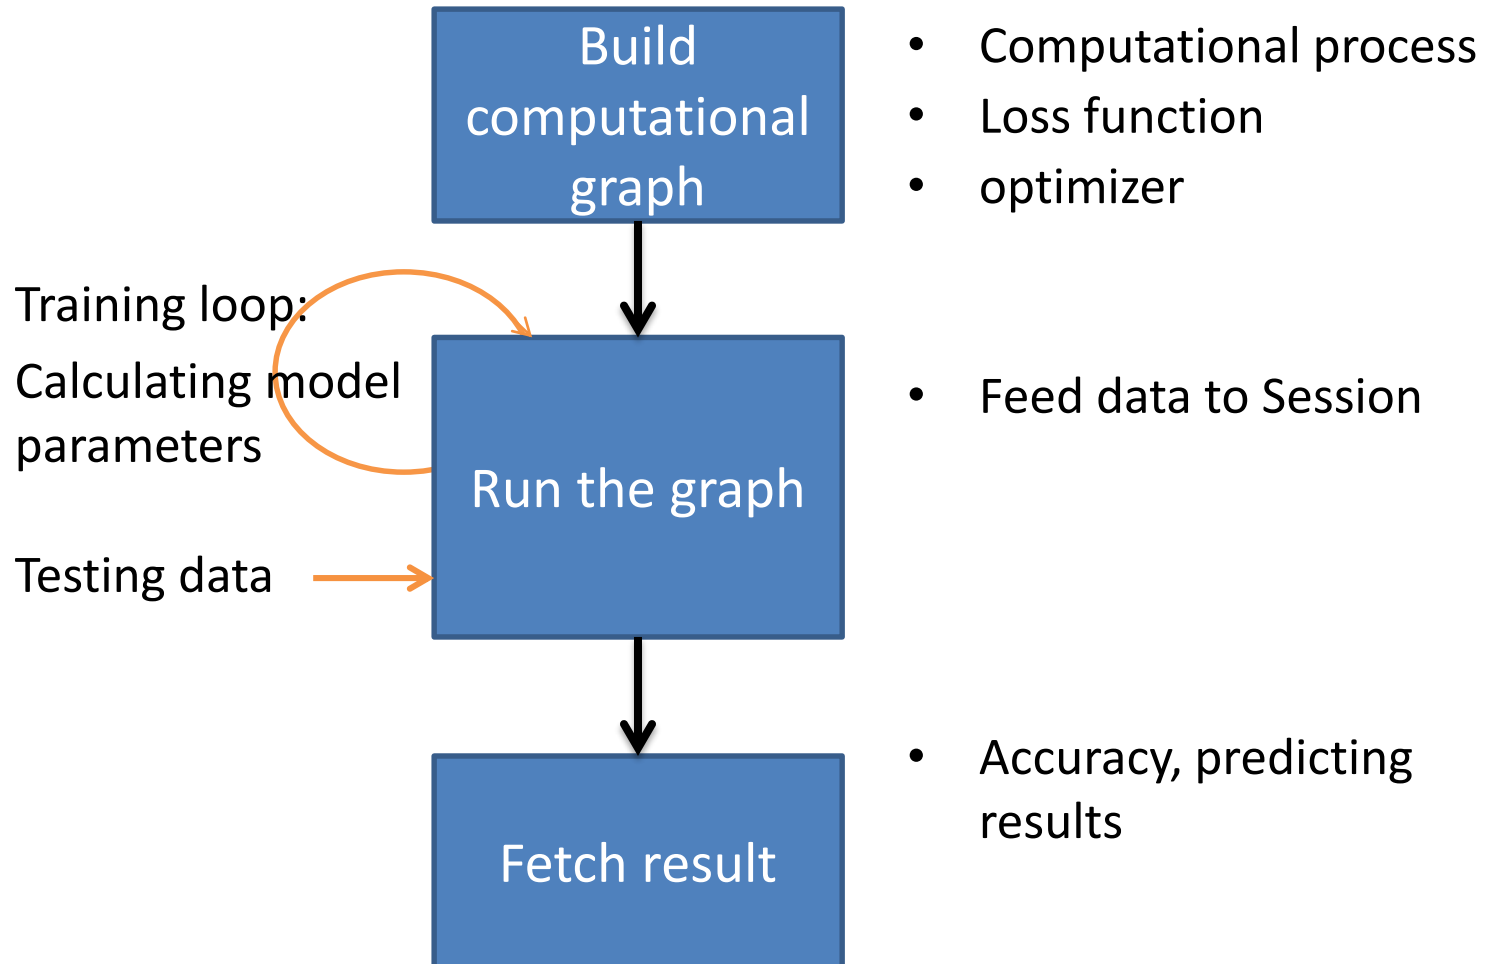 Build
computational
graph
• Computational process
• Loss function
• optimizer
Training loop:
Calculating model
parameters
Testing data
Run the graph
• Feed data to Session
Fetch result
• Accuracy, predicting
results